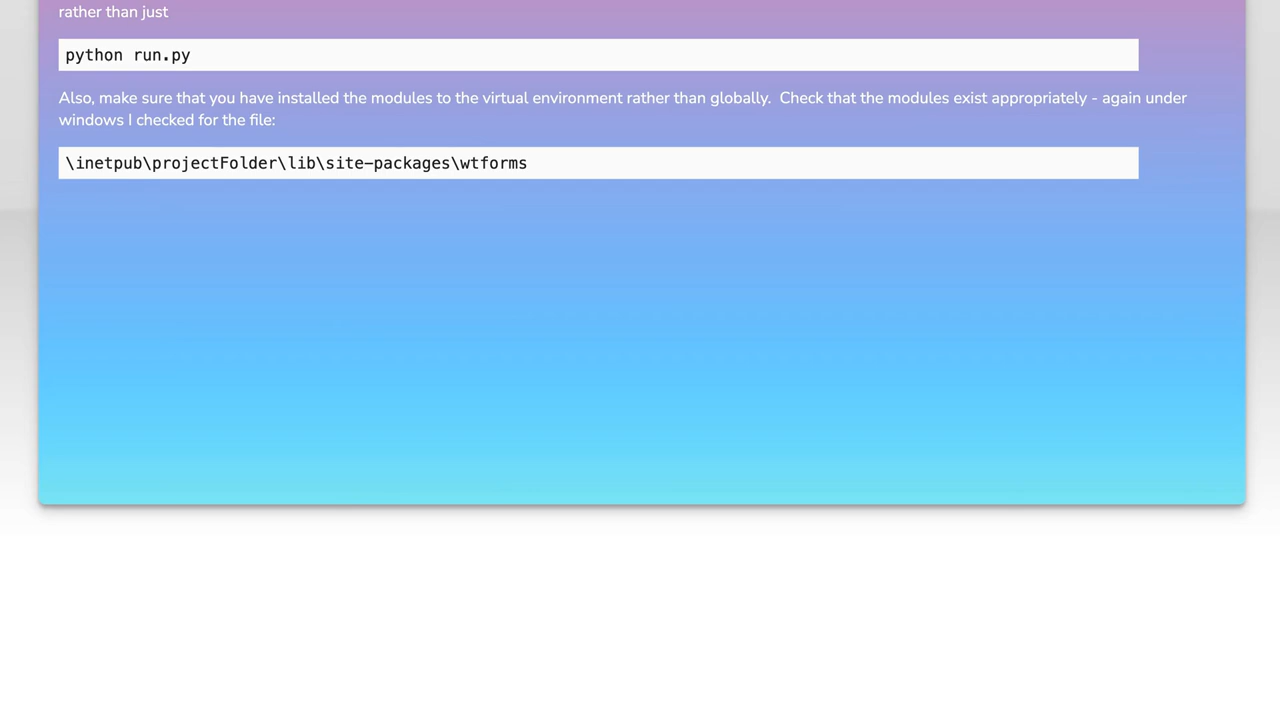 rather than just
python run.py
Also, make sure that you have installed the modules to the virtual environment rather than globally.  Check that the modules exist appropriately - again under
windows I checked for the file:
\inetpub\projectFolder\lib\site-packages\wtforms